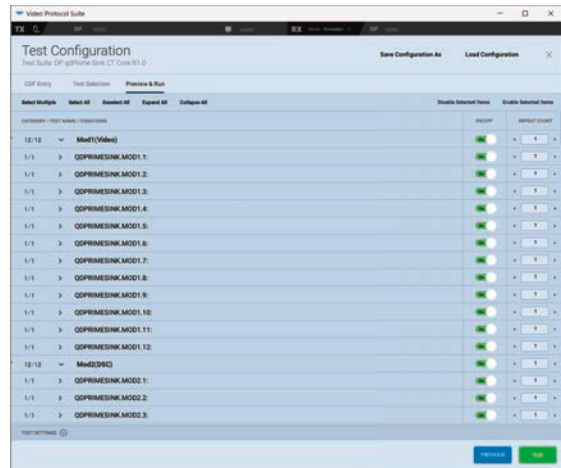 Video Protocol Suite
TX DP RX DP
Test Configuration Save Configuration As Load Configuration
Test Suite: DP qdPrime Sink CT Core R1.0
CDF Entry Test Selection Preview & Run
Select Multiple Select All Deselect All Expand All Collapse All Disable Selected Items Enable Selected Items
CATEGORY / TEST NAME / ITERATIONS ON/OFF REPEAT COUNT
12/12 Mod1(Video) ON 1
1/1 QDPRIMESINK.MOD1.1: ON 1
1/1 QDPRIMESINK.MOD1.2: ON 1
1/1 QDPRIMESINK.MOD1.3: ON 1
1/1 QDPRIMESINK.MOD1.4: ON 1
1/1 QDPRIMESINK.MOD1.5: ON 1
1/1 QDPRIMESINK.MOD1.6: ON 1
1/1 QDPRIMESINK.MOD1.7: ON 1
1/1 QDPRIMESINK.MOD1.8: ON 1
1/1 QDPRIMESINK.MOD1.9: ON 1
1/1 QDPRIMESINK.MOD1.10: ON 1
1/1 QDPRIMESINK.MOD1.11: ON 1
1/1 QDPRIMESINK.MOD1.12: ON 1
12/12 Mod2(DSC) ON 1
1/1 QDPRIMESINK.MOD2.1: ON 1
1/1 QDPRIMESINK.MOD2.2: ON 1
1/1 QDPRIMESINK.MOD2.3: ON 1
TEST SETTINGS
PREVIOUS RUN